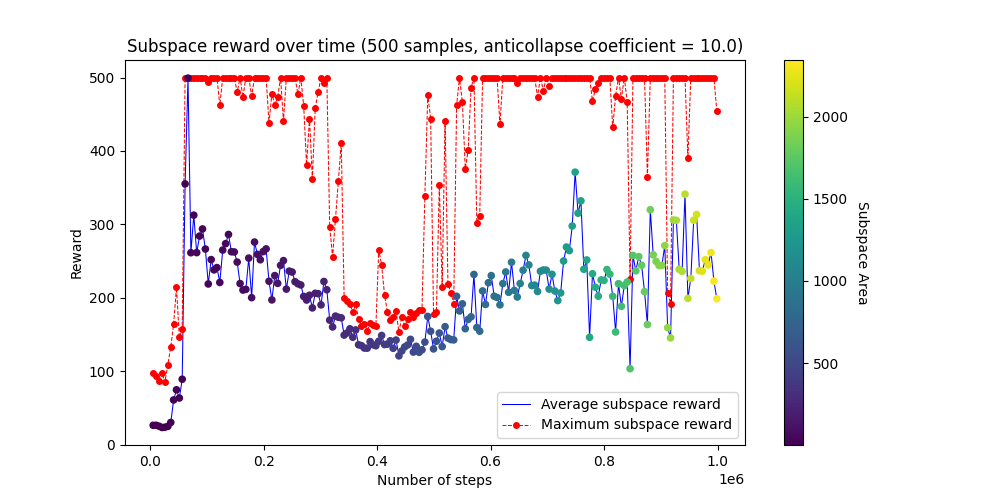 Subspace reward over time (500 samples, anticollapse coefficient = 10.0)
Reward
500
400
300
200
100
0
0.0
0.2
0.4
0.6
0.8
1.0
1e6
Number of steps
Average subspace reward
Maximum subspace reward
2000
1500
1000
500
Subspace Area